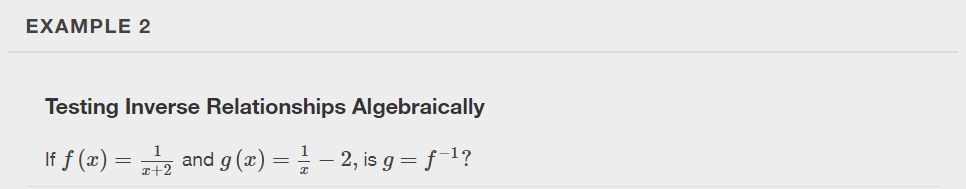 EXAMPLE 2
Testing Inverse Relationships Algebraically
If f (x) = 1/(x+2) and g (x) = 1/x − 2, is g = f⁻¹?